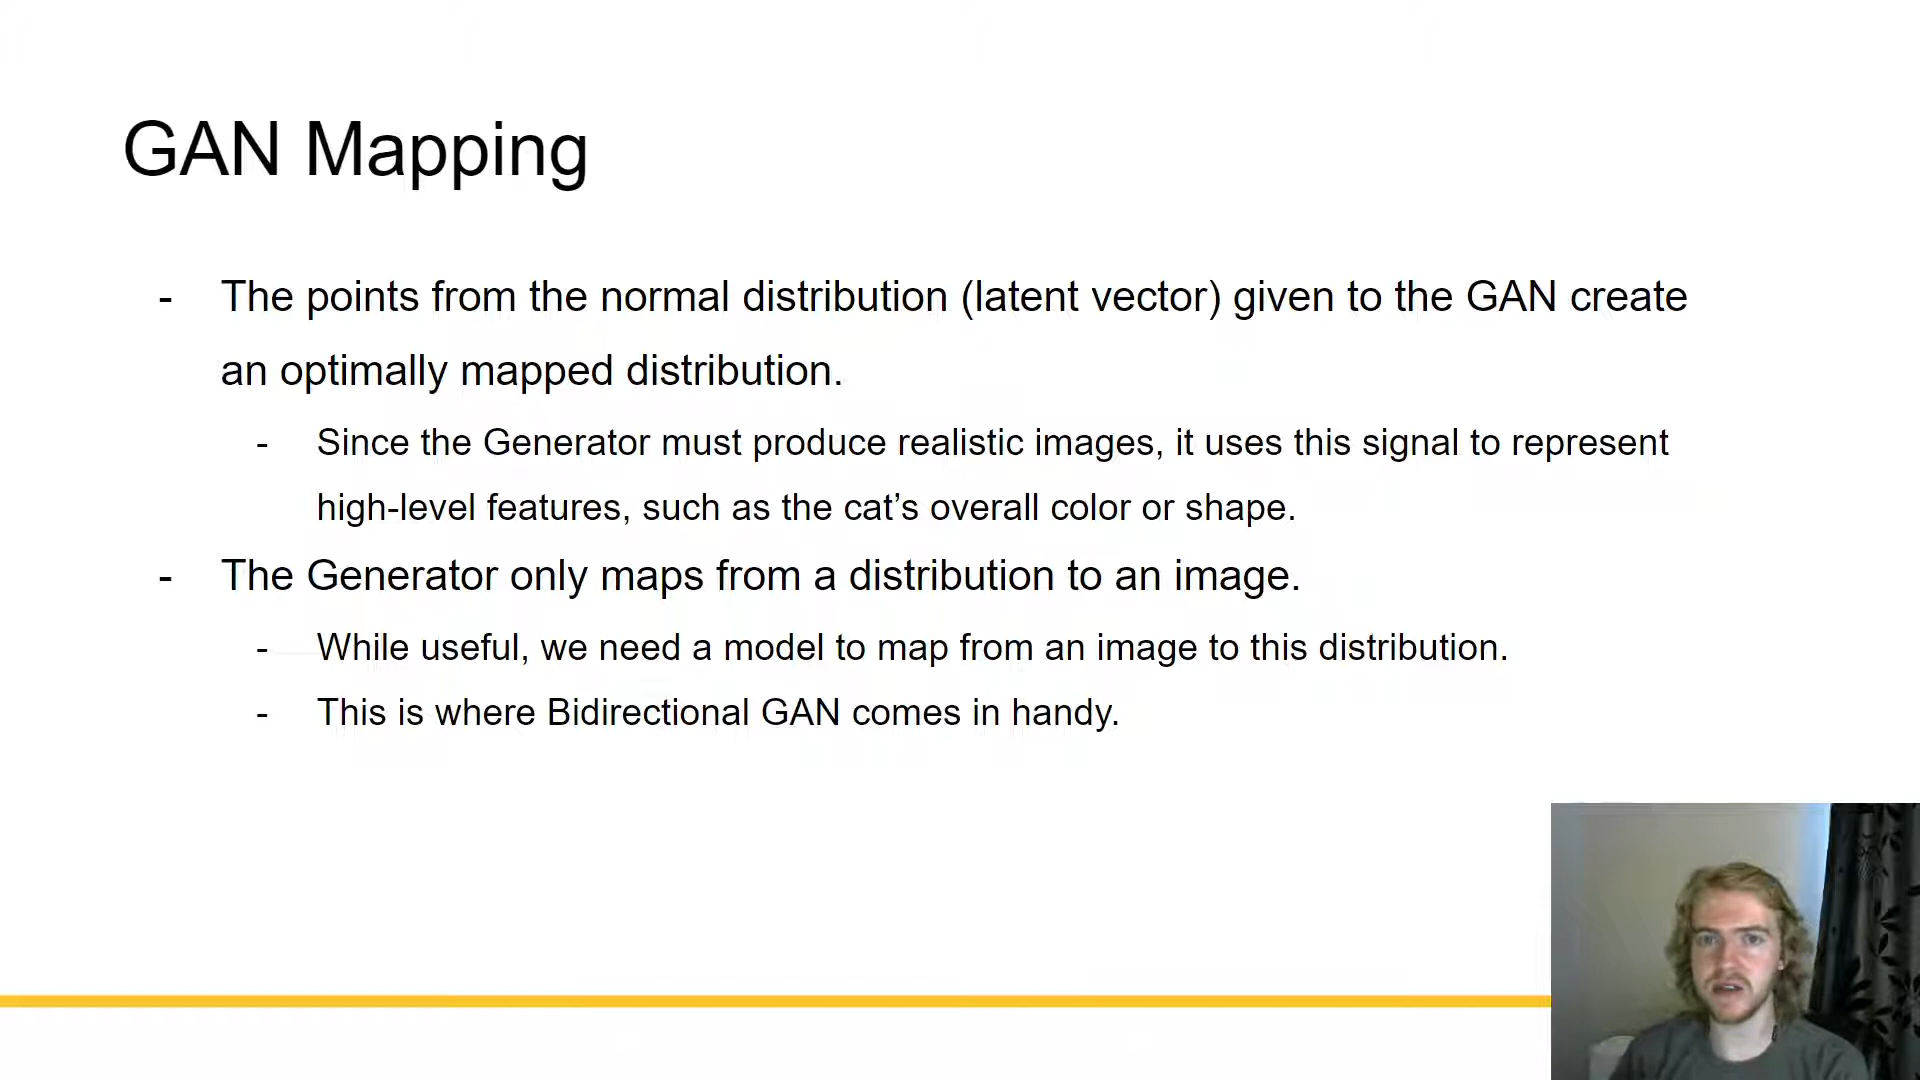 GAN Mapping
- The points from the normal distribution (latent vector) given to the GAN create
an optimally mapped distribution.
- Since the Generator must produce realistic images, it uses this signal to represent
high-level features, such as the cat’s overall color or shape.
- The Generator only maps from a distribution to an image.
- While useful, we need a model to map from an image to this distribution.
- This is where Bidirectional GAN comes in handy.